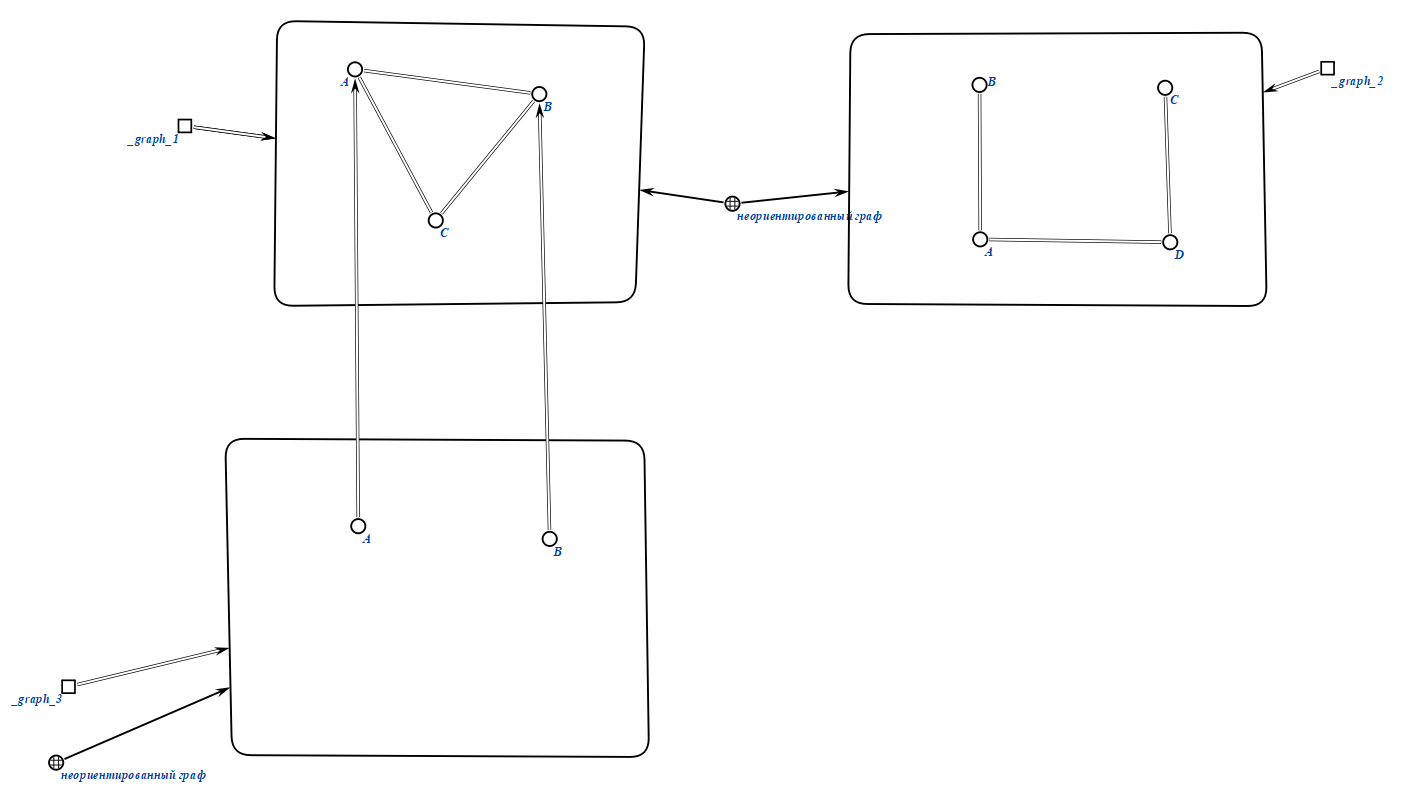 A
B
C
_graph_1
неориентированный граф
B
C
A
D
_graph_2
A
B
_graph_3
неориентированный граф